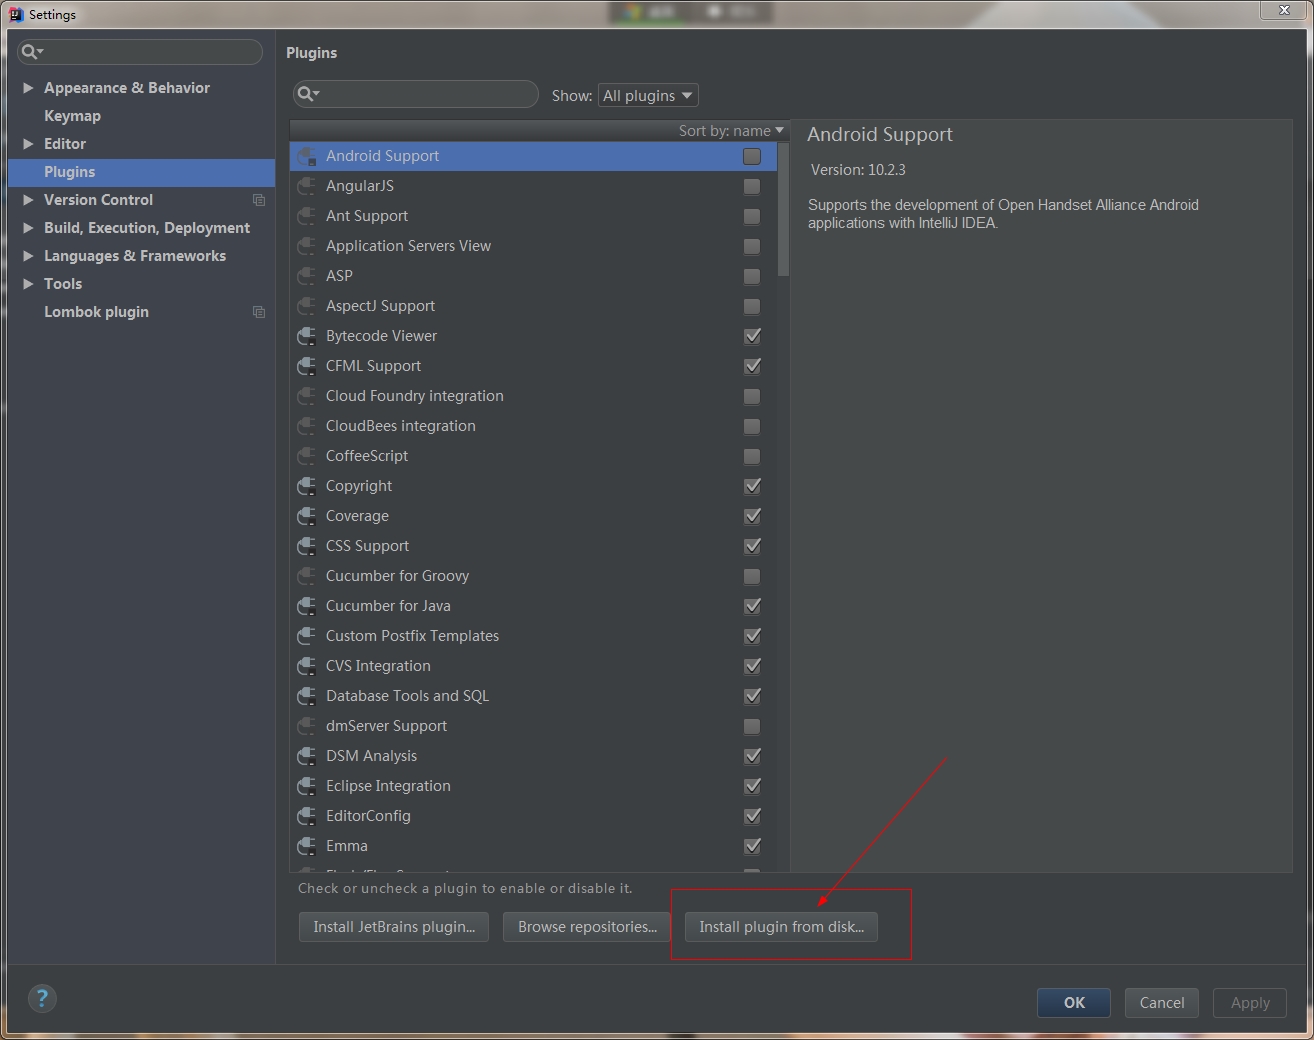 Settings
Plugins
Show: All plugins
Appearance & Behavior
Keymap
Editor
Plugins
Version Control
Build, Execution, Deployment
Languages & Frameworks
Tools
Lombok plugin
Sort by: name
Android Support
AngularJS
Ant Support
Application Servers View
ASP
AspectJ Support
Bytecode Viewer
CFML Support
Cloud Foundry integration
CloudBees integration
CoffeeScript
Copyright
Coverage
CSS Support
Cucumber for Groovy
Cucumber for Java
Custom Postfix Templates
CVS Integration
Database Tools and SQL
dmServer Support
DSM Analysis
Eclipse Integration
EditorConfig
Emma
Android Support
Version: 10.2.3
Supports the development of Open Handset Alliance Android
applications with IntelliJ IDEA.
Check or uncheck a plugin to enable or disable it.
Install JetBrains plugin...
Browse repositories...
Install plugin from disk...
?
OK
Cancel
Apply